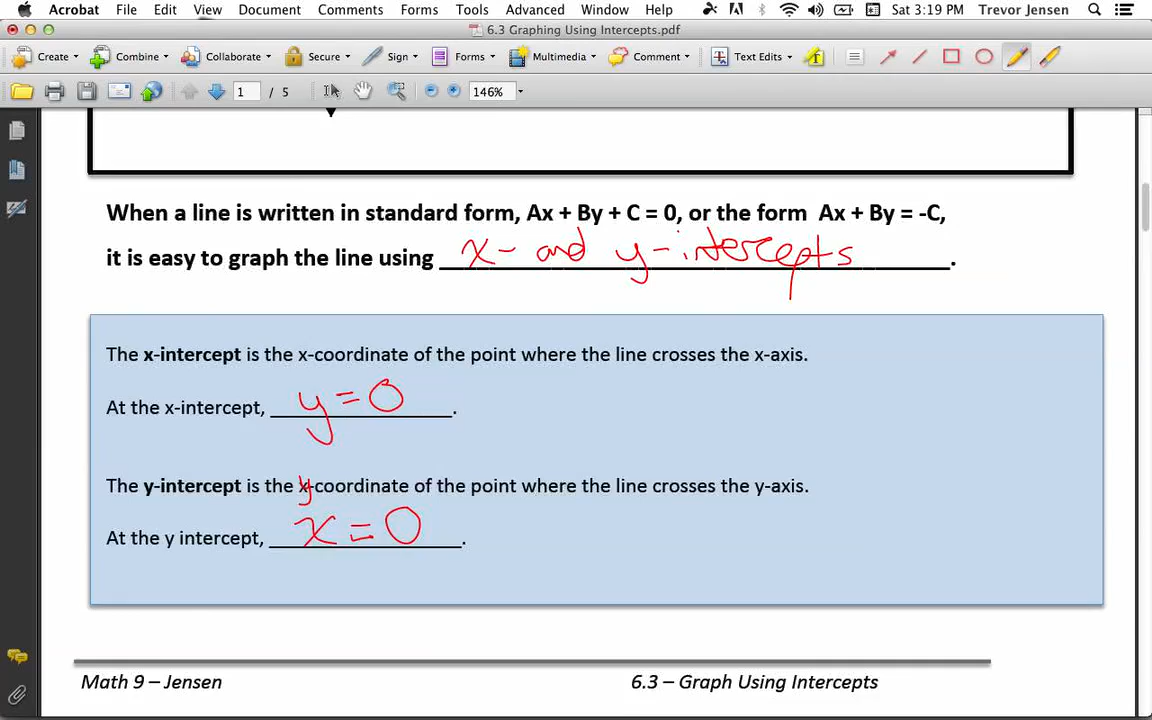 Acrobat File Edit View Document Comments Forms Tools Advanced Window Help Sat 3:19 PM Trevor Jensen
6.3 Graphing Using Intercepts.pdf
Create Combine Collaborate Secure Sign Forms Multimedia Comment Text Edits
1 / 5 146%
When a line is written in standard form, Ax + By + C = 0, or the form Ax + By = -C,
it is easy to graph the line using x- and y-intercepts.
The x-intercept is the x-coordinate of the point where the line crosses the x-axis.
At the x-intercept, y = 0.
The y-intercept is the y-coordinate of the point where the line crosses the y-axis.
At the y intercept, x = 0.
Math 9 – Jensen 6.3 – Graph Using Intercepts